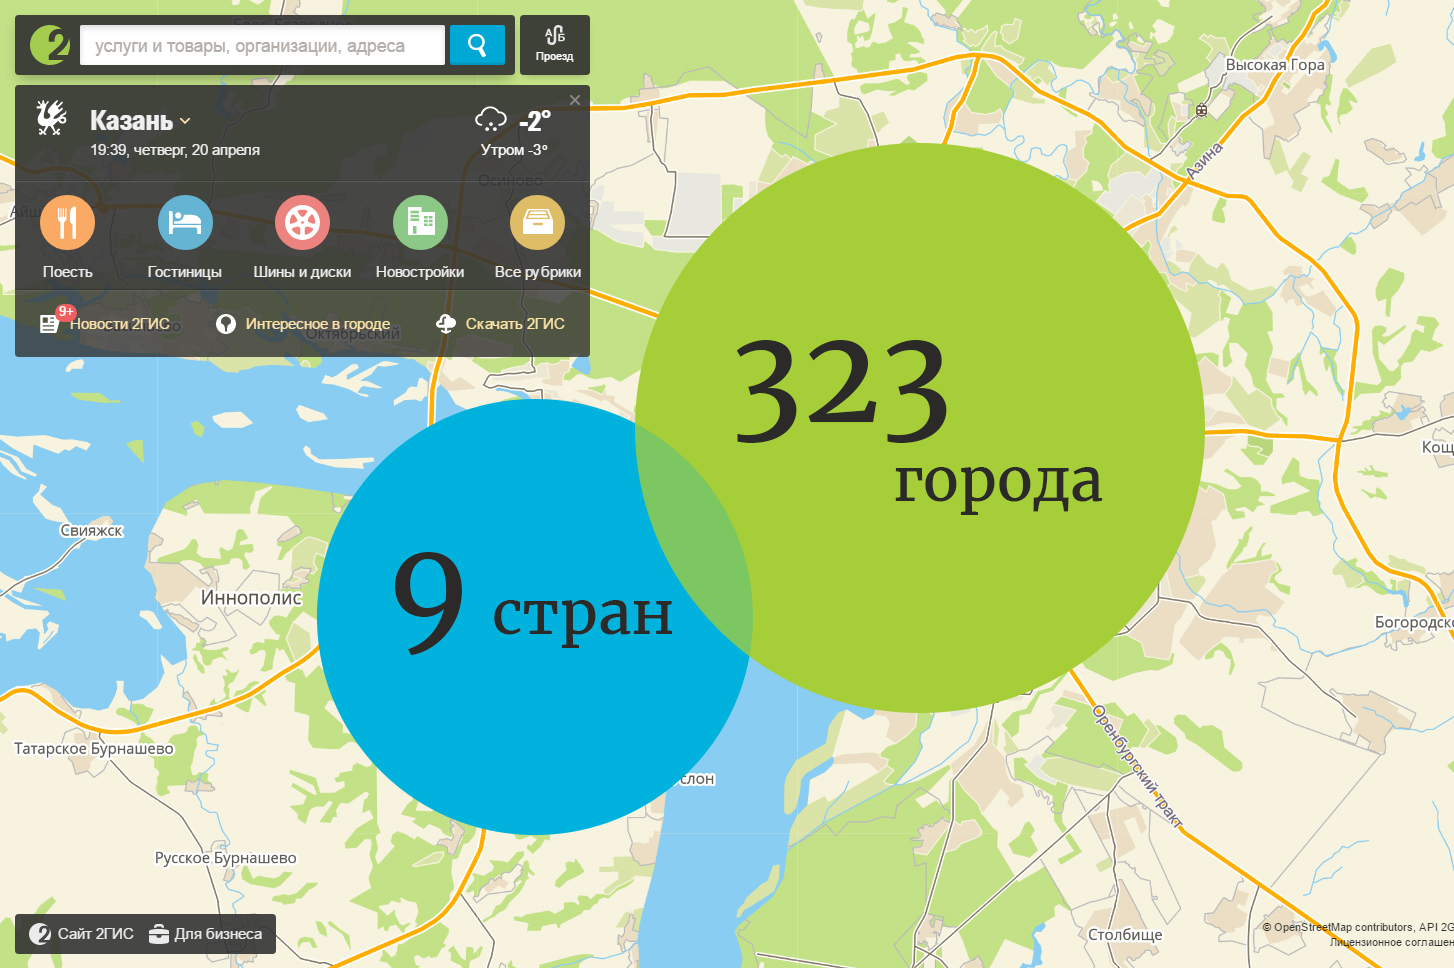 услуги и товары, организации, адреса
Проезд
Казань
-2°
19:39, четверг, 20 апреля
Утром -3°
Осиново
Поесть
Гостиницы
Шины и диски
Новостройки
Все рубрики
9+
Новости 2ГИС
Интересное в городе
Скачать 2ГИС
Октябрьский
Высокая Гора
Азина
323
города
9 стран
Свияжск
Иннополис
Татарское Бурнашево
Русское Бурнашево
слон
Кощ
Богородско
Оренбургский тракт
Столбище
Сайт 2ГИС
Для бизнеса
© OpenStreetMap contributors, API 2G
Лицензионное соглашен